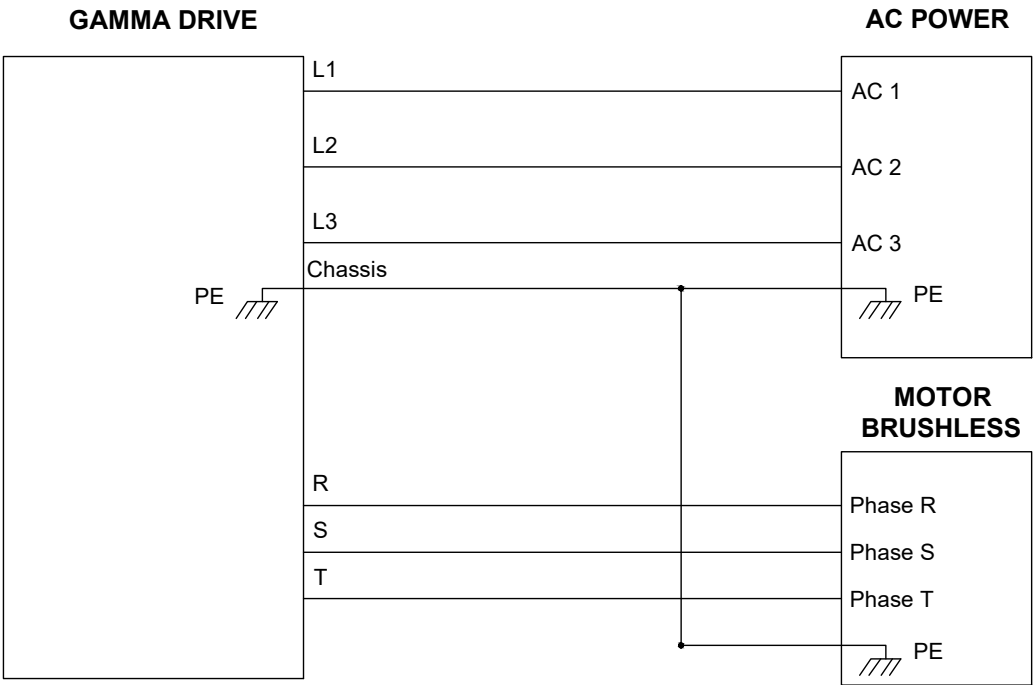 GAMMA DRIVE
AC POWER
L1
AC 1
L2
AC 2
L3
AC 3
Chassis
PE
PE
MOTOR
BRUSHLESS
R
Phase R
S
Phase S
T
Phase T
PE